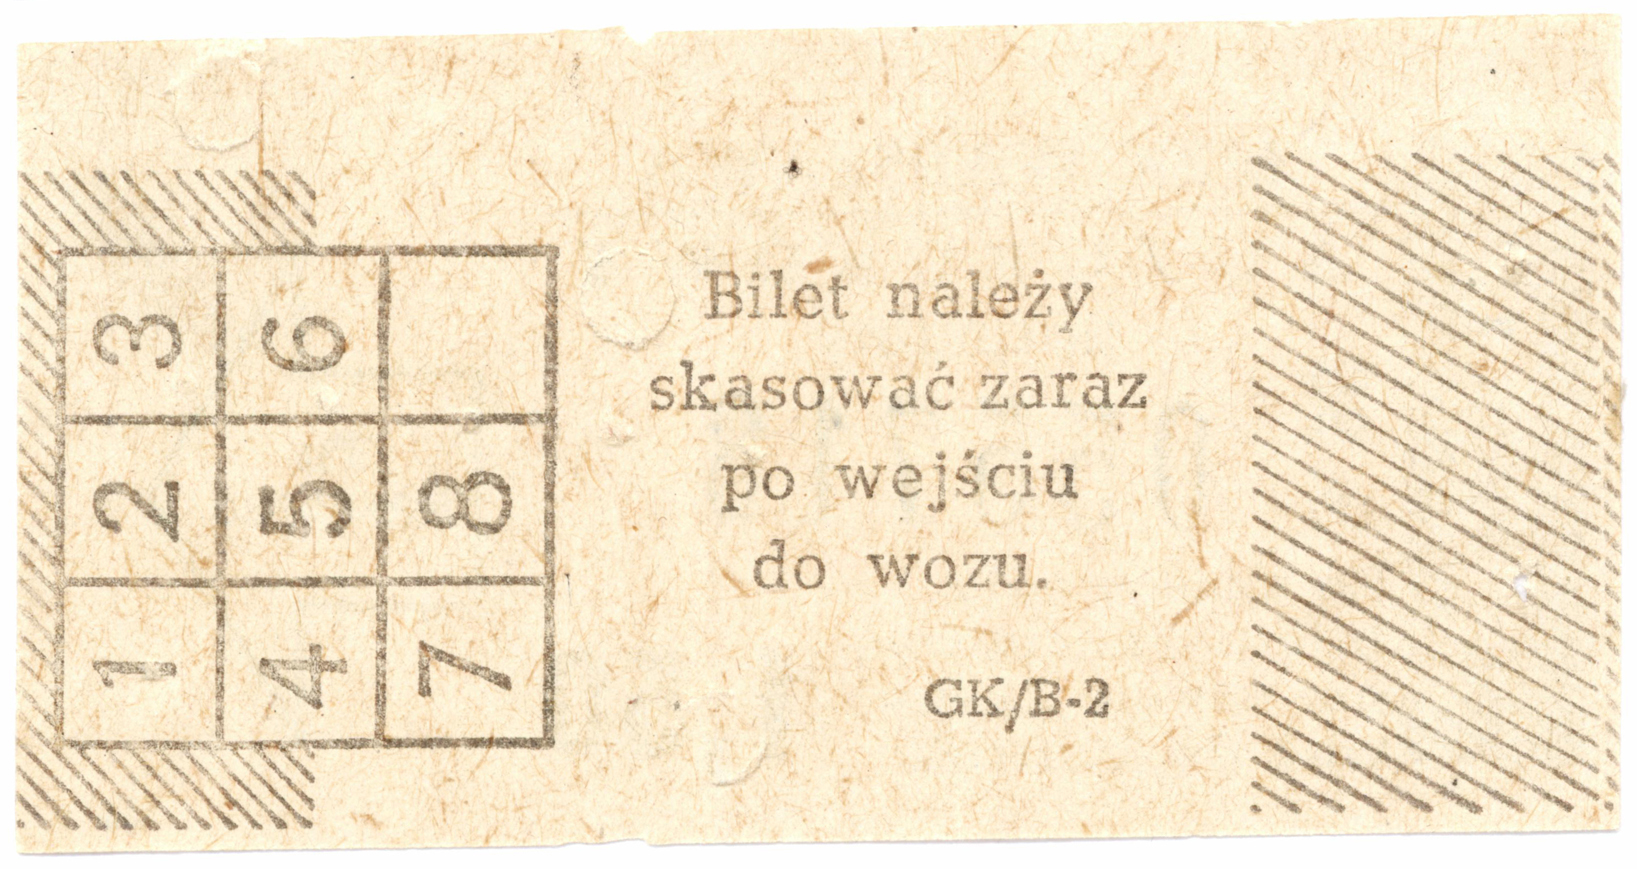 3 6
2 5 8
1 4 7
Bilet należy
skasować zaraz
po wejściu
do wozu.
GK/B-2